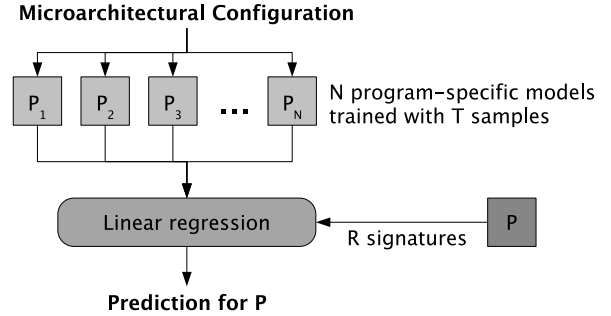 Microarchitectural Configuration
P1 P2 P3 ... PN
N program-specific models
trained with T samples
Linear regression
P
R signatures
Prediction for P